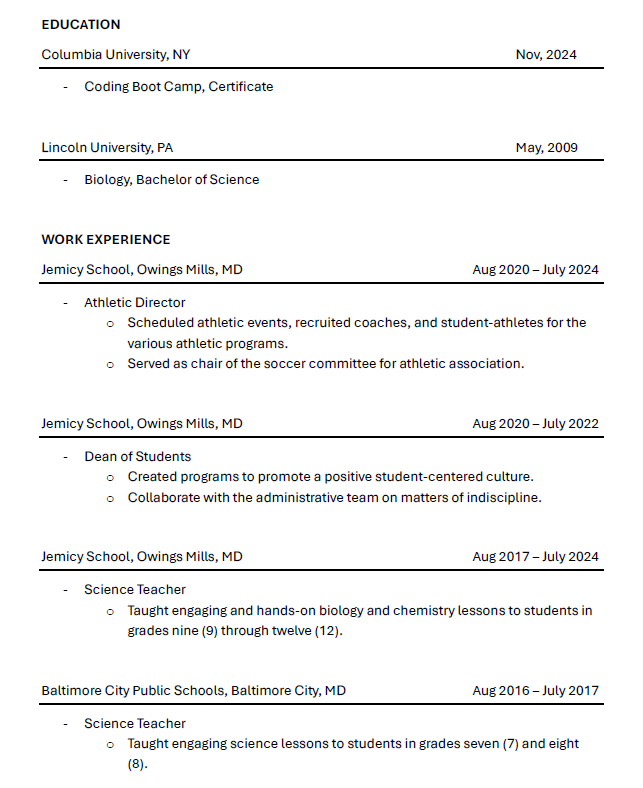 EDUCATION
Columbia University, NY Nov, 2024
- Coding Boot Camp, Certificate
Lincoln University, PA May, 2009
- Biology, Bachelor of Science
WORK EXPERIENCE
Jemicy School, Owings Mills, MD Aug 2020 – July 2024
- Athletic Director
o Scheduled athletic events, recruited coaches, and student-athletes for the
various athletic programs.
o Served as chair of the soccer committee for athletic association.
Jemicy School, Owings Mills, MD Aug 2020 – July 2022
- Dean of Students
o Created programs to promote a positive student-centered culture.
o Collaborate with the administrative team on matters of indiscipline.
Jemicy School, Owings Mills, MD Aug 2017 – July 2024
- Science Teacher
o Taught engaging and hands-on biology and chemistry lessons to students in
grades nine (9) through twelve (12).
Baltimore City Public Schools, Baltimore City, MD Aug 2016 – July 2017
- Science Teacher
o Taught engaging science lessons to students in grades seven (7) and eight
(8).